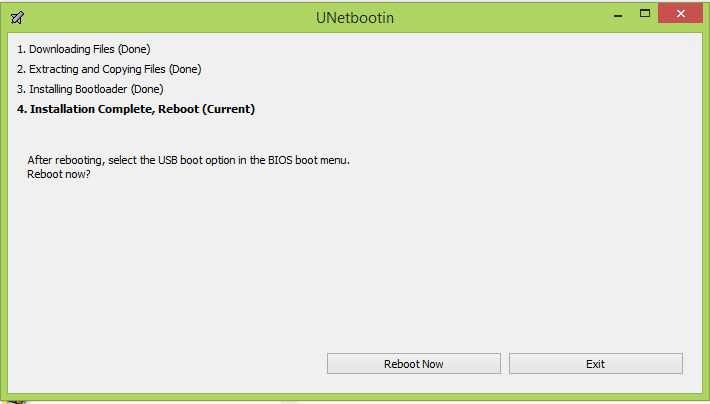 UNetbootin
1. Downloading Files (Done)
2. Extracting and Copying Files (Done)
3. Installing Bootloader (Done)
4. Installation Complete, Reboot (Current)
After rebooting, select the USB boot option in the BIOS boot menu.
Reboot now?
Reboot Now
Exit